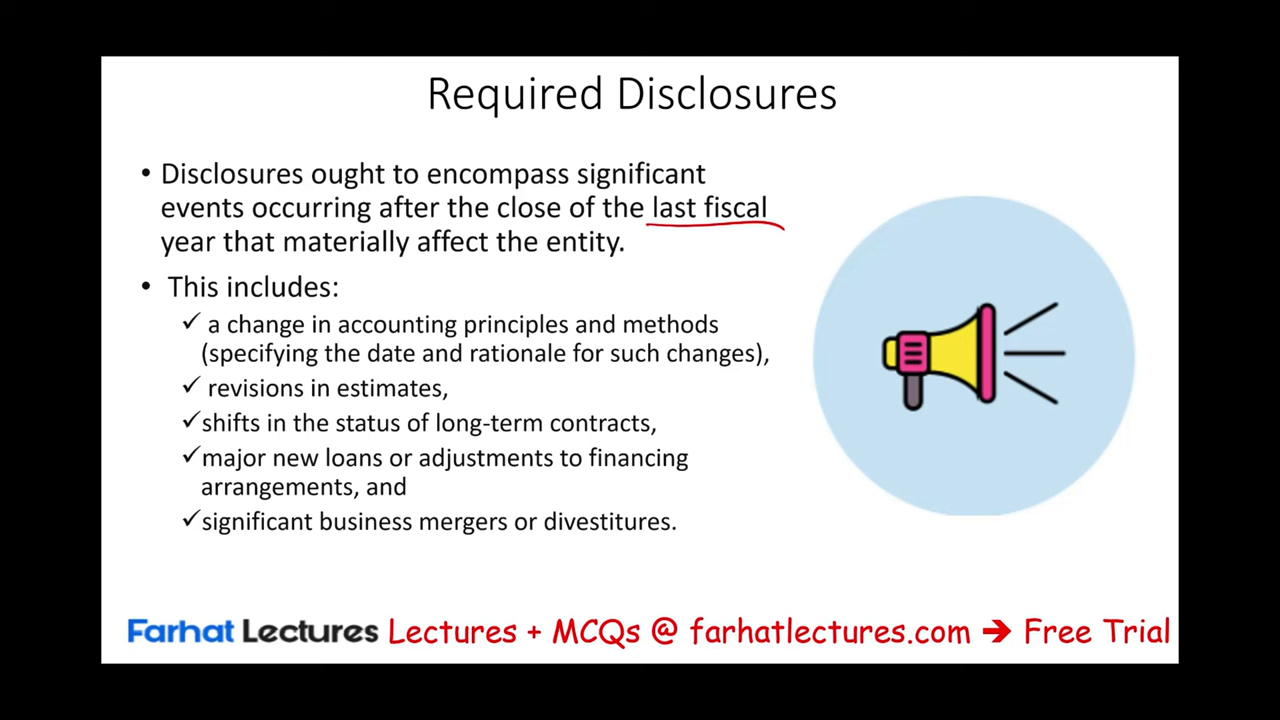 Required Disclosures
• Disclosures ought to encompass significant
events occurring after the close of the last fiscal
year that materially affect the entity.
• This includes:
✓ a change in accounting principles and methods
(specifying the date and rationale for such changes),
✓ revisions in estimates,
✓shifts in the status of long-term contracts,
✓major new loans or adjustments to financing
arrangements, and
✓significant business mergers or divestitures.
Farhat Lectures Lectures + MCQs @ farhatlectures.com ➔ Free Trial